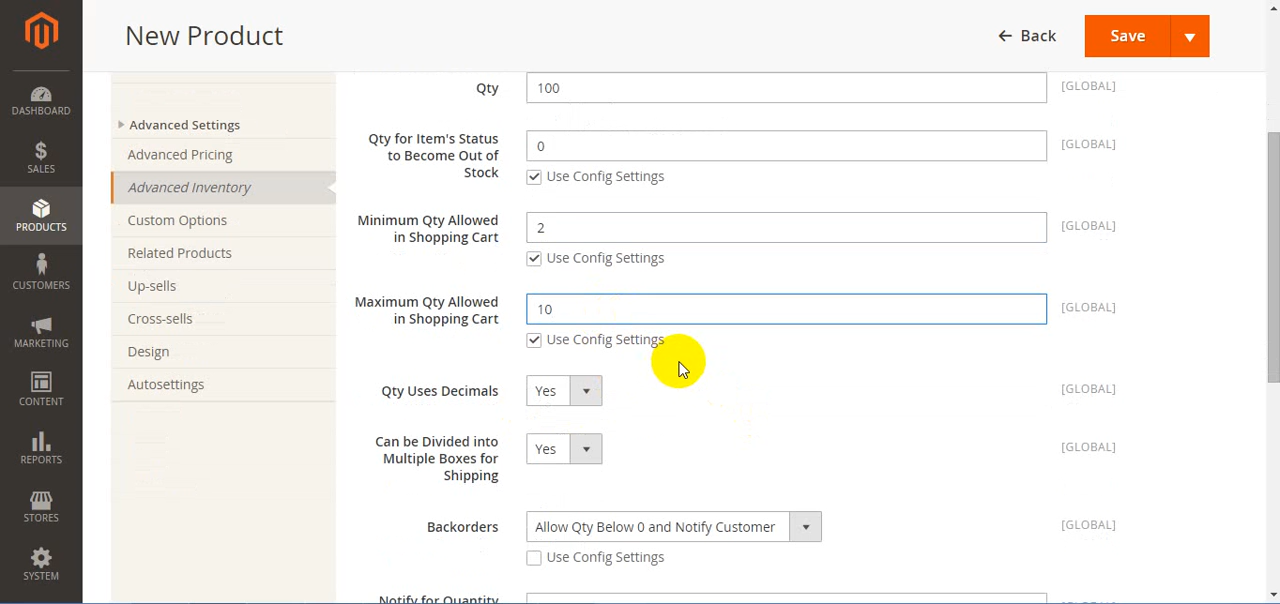 New Product
← Back
Save
DASHBOARD
SALES
PRODUCTS
CUSTOMERS
MARKETING
CONTENT
REPORTS
STORES
SYSTEM
Advanced Settings
Advanced Pricing
Advanced Inventory
Custom Options
Related Products
Up-sells
Cross-sells
Design
Autosettings
Qty
100
[GLOBAL]
Qty for Item's Status
to Become Out of
Stock
0
[GLOBAL]
Use Config Settings
Minimum Qty Allowed
in Shopping Cart
2
[GLOBAL]
Use Config Settings
Maximum Qty Allowed
in Shopping Cart
10
[GLOBAL]
Use Config Settings
Qty Uses Decimals
Yes
[GLOBAL]
Can be Divided into
Multiple Boxes for
Shipping
Yes
[GLOBAL]
Backorders
Allow Qty Below 0 and Notify Customer
[GLOBAL]
Use Config Settings
Notify for Quantity